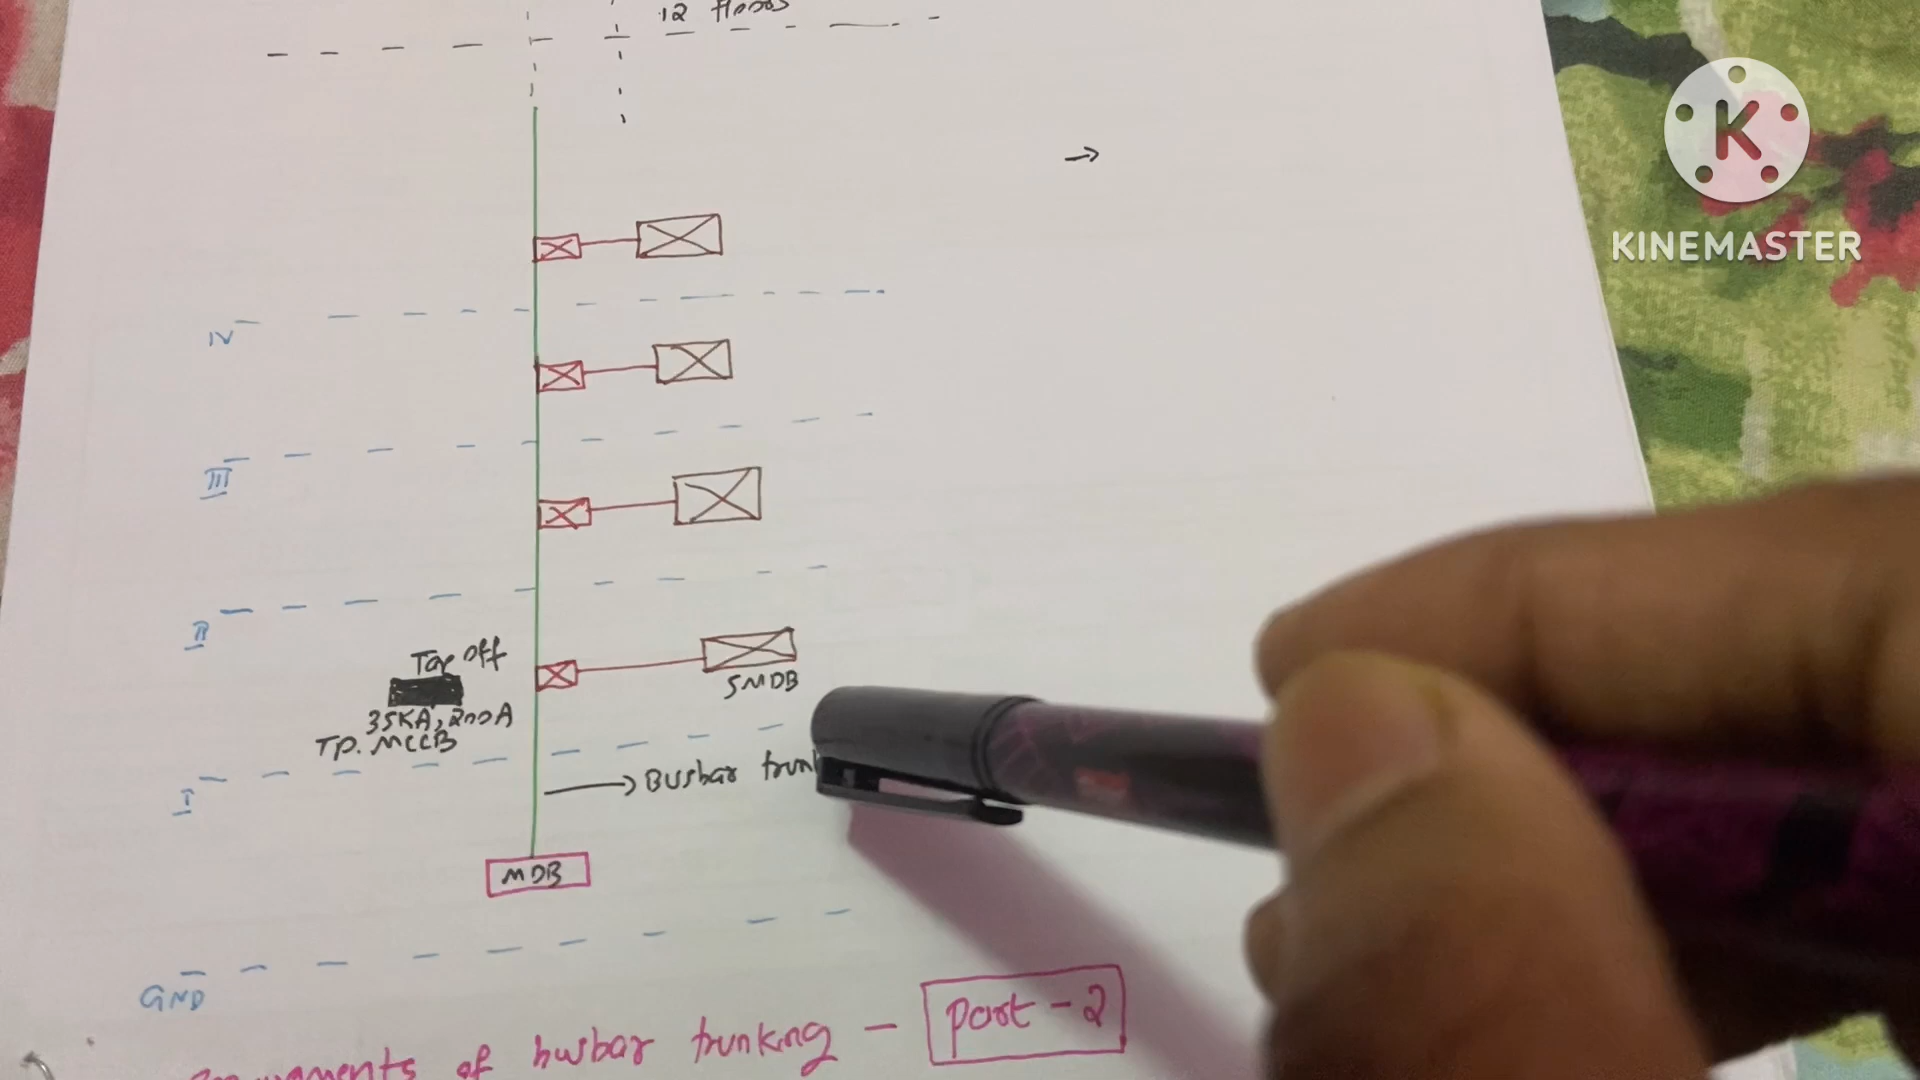 12 floors
K
KINEMASTER
IV
III
II
Tap off
SMDB
35KA, 200A
TP. MCCB
Busbar trun
I
MDB
GND
of busbar trunking - Part-2